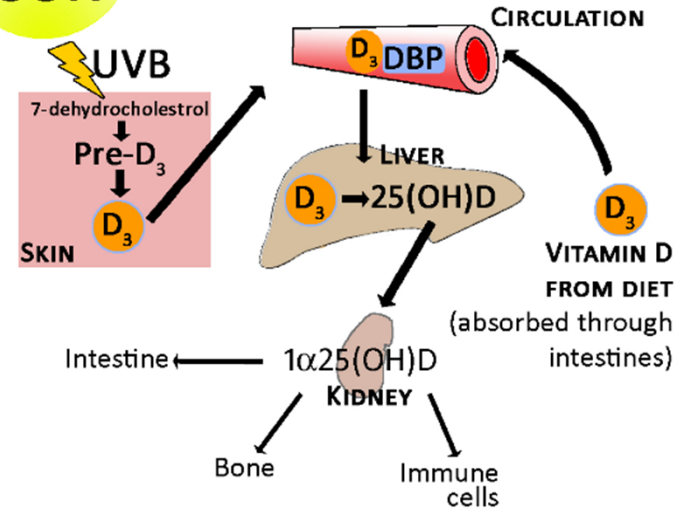 CIRCULATION
UVB
7-dehydrocholestrol
Pre-D3
D3
SKIN
D3 DBP
LIVER
D3 25(OH)D
D3
VITAMIN D
FROM DIET
(absorbed through
intestines)
Intestine
1α25(OH)D
KIDNEY
Bone
Immune
cells